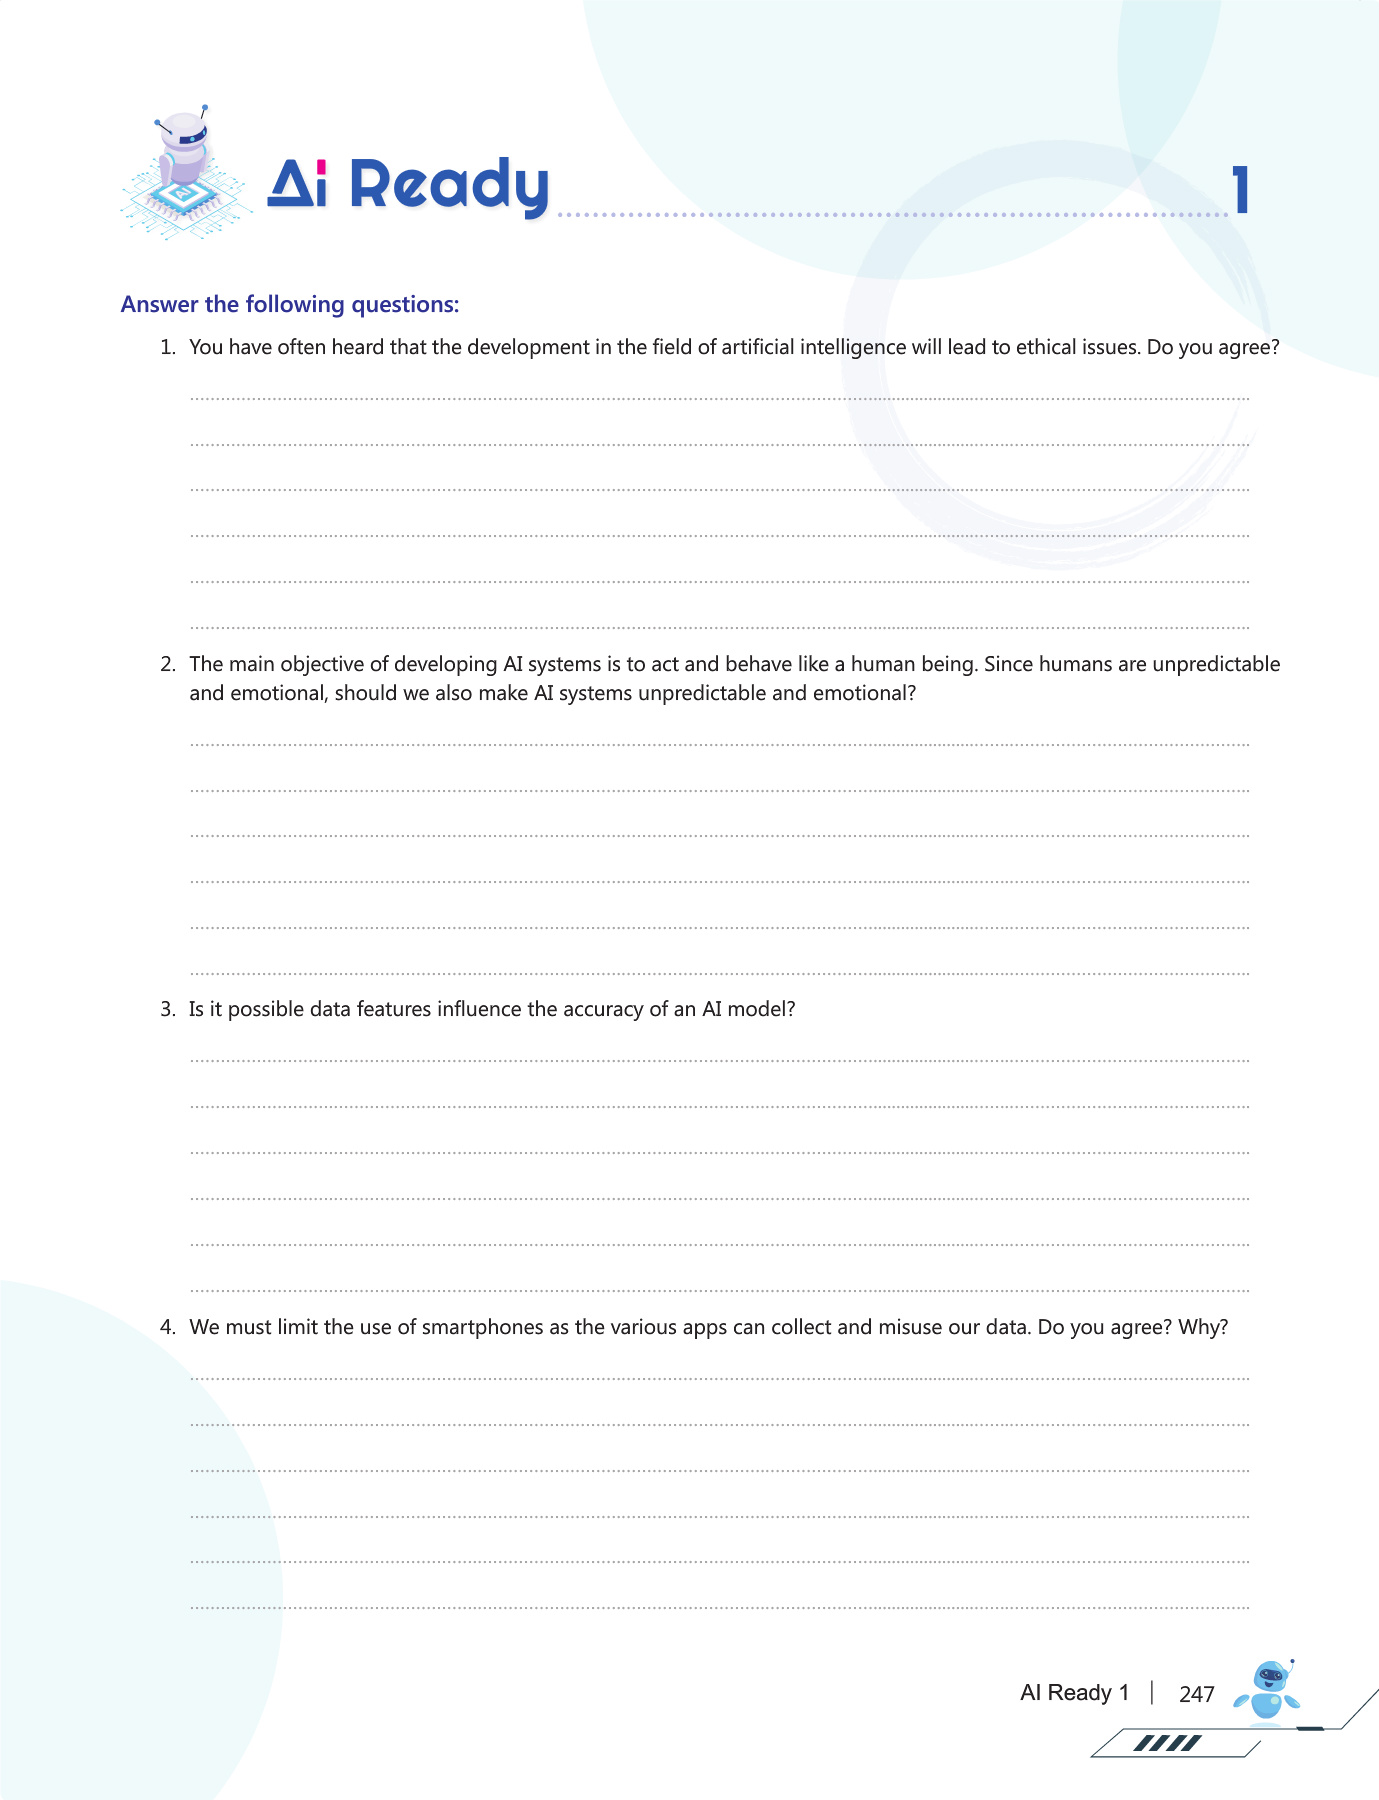 AI
Ai Ready
1
Answer the following questions:
1. You have often heard that the development in the field of artificial intelligence will lead to ethical issues. Do you agree?
2. The main objective of developing AI systems is to act and behave like a human being. Since humans are unpredictable
and emotional, should we also make AI systems unpredictable and emotional?
3. Is it possible data features influence the accuracy of an AI model?
4. We must limit the use of smartphones as the various apps can collect and misuse our data. Do you agree? Why?
AI Ready 1 | 247